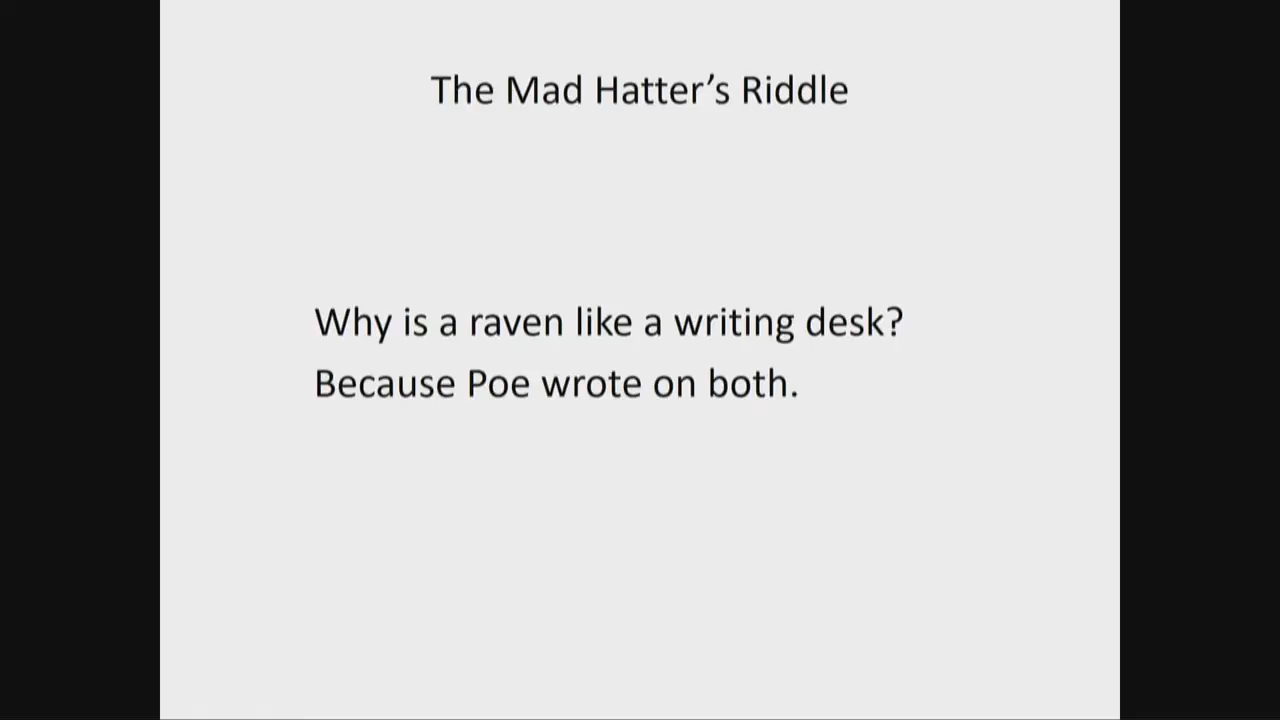 The Mad Hatter’s Riddle
Why is a raven like a writing desk?
Because Poe wrote on both.